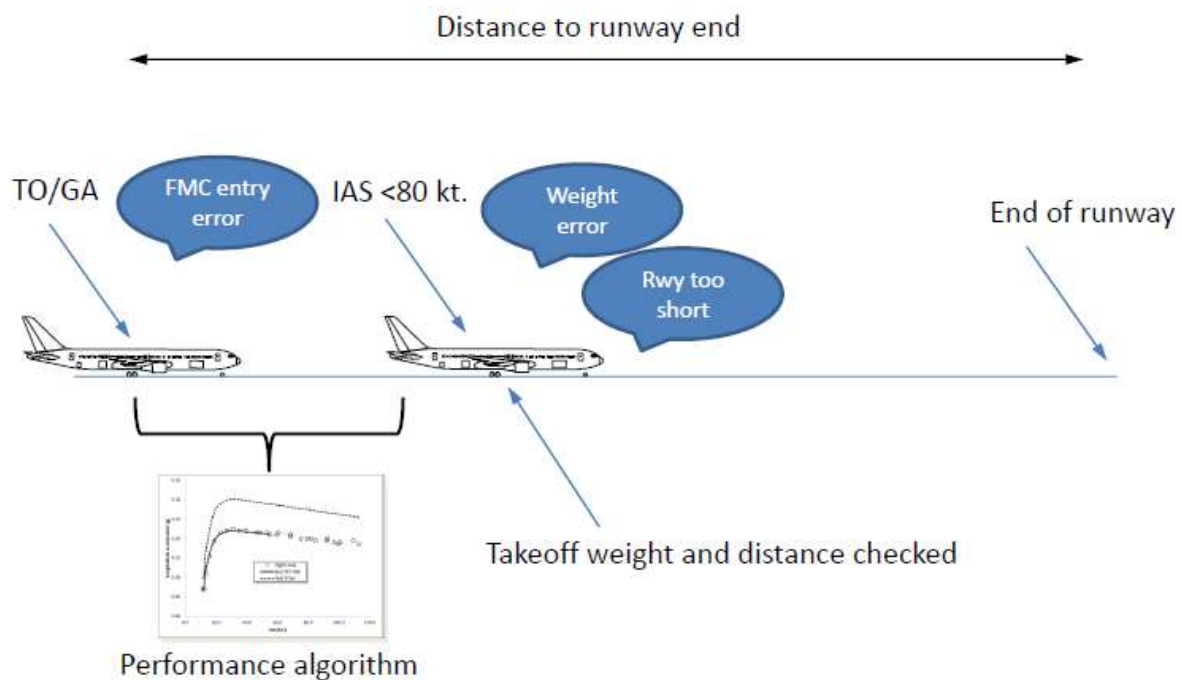 Distance to runway end
TO/GA
FMC entry
error
IAS <80 kt.
Weight
error
Rwy too
short
End of runway
Takeoff weight and distance checked
Performance algorithm